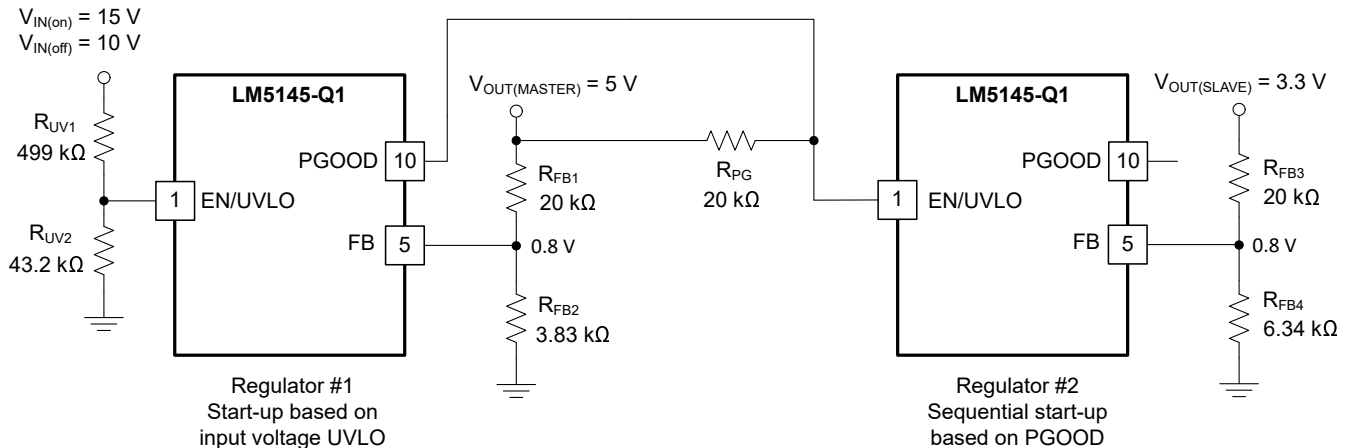 V_IN(on) = 15 V
V_IN(off) = 10 V
R_UV1
499 kΩ
R_UV2
43.2 kΩ
LM5145-Q1
PGOOD
10
1
EN/UVLO
FB
5
Regulator #1
Start-up based on
input voltage UVLO
V_OUT(MASTER) = 5 V
R_FB1
20 kΩ
0.8 V
R_FB2
3.83 kΩ
R_PG
20 kΩ
LM5145-Q1
PGOOD
10
1
EN/UVLO
FB
5
Regulator #2
Sequential start-up
based on PGOOD
V_OUT(SLAVE) = 3.3 V
R_FB3
20 kΩ
0.8 V
R_FB4
6.34 kΩ